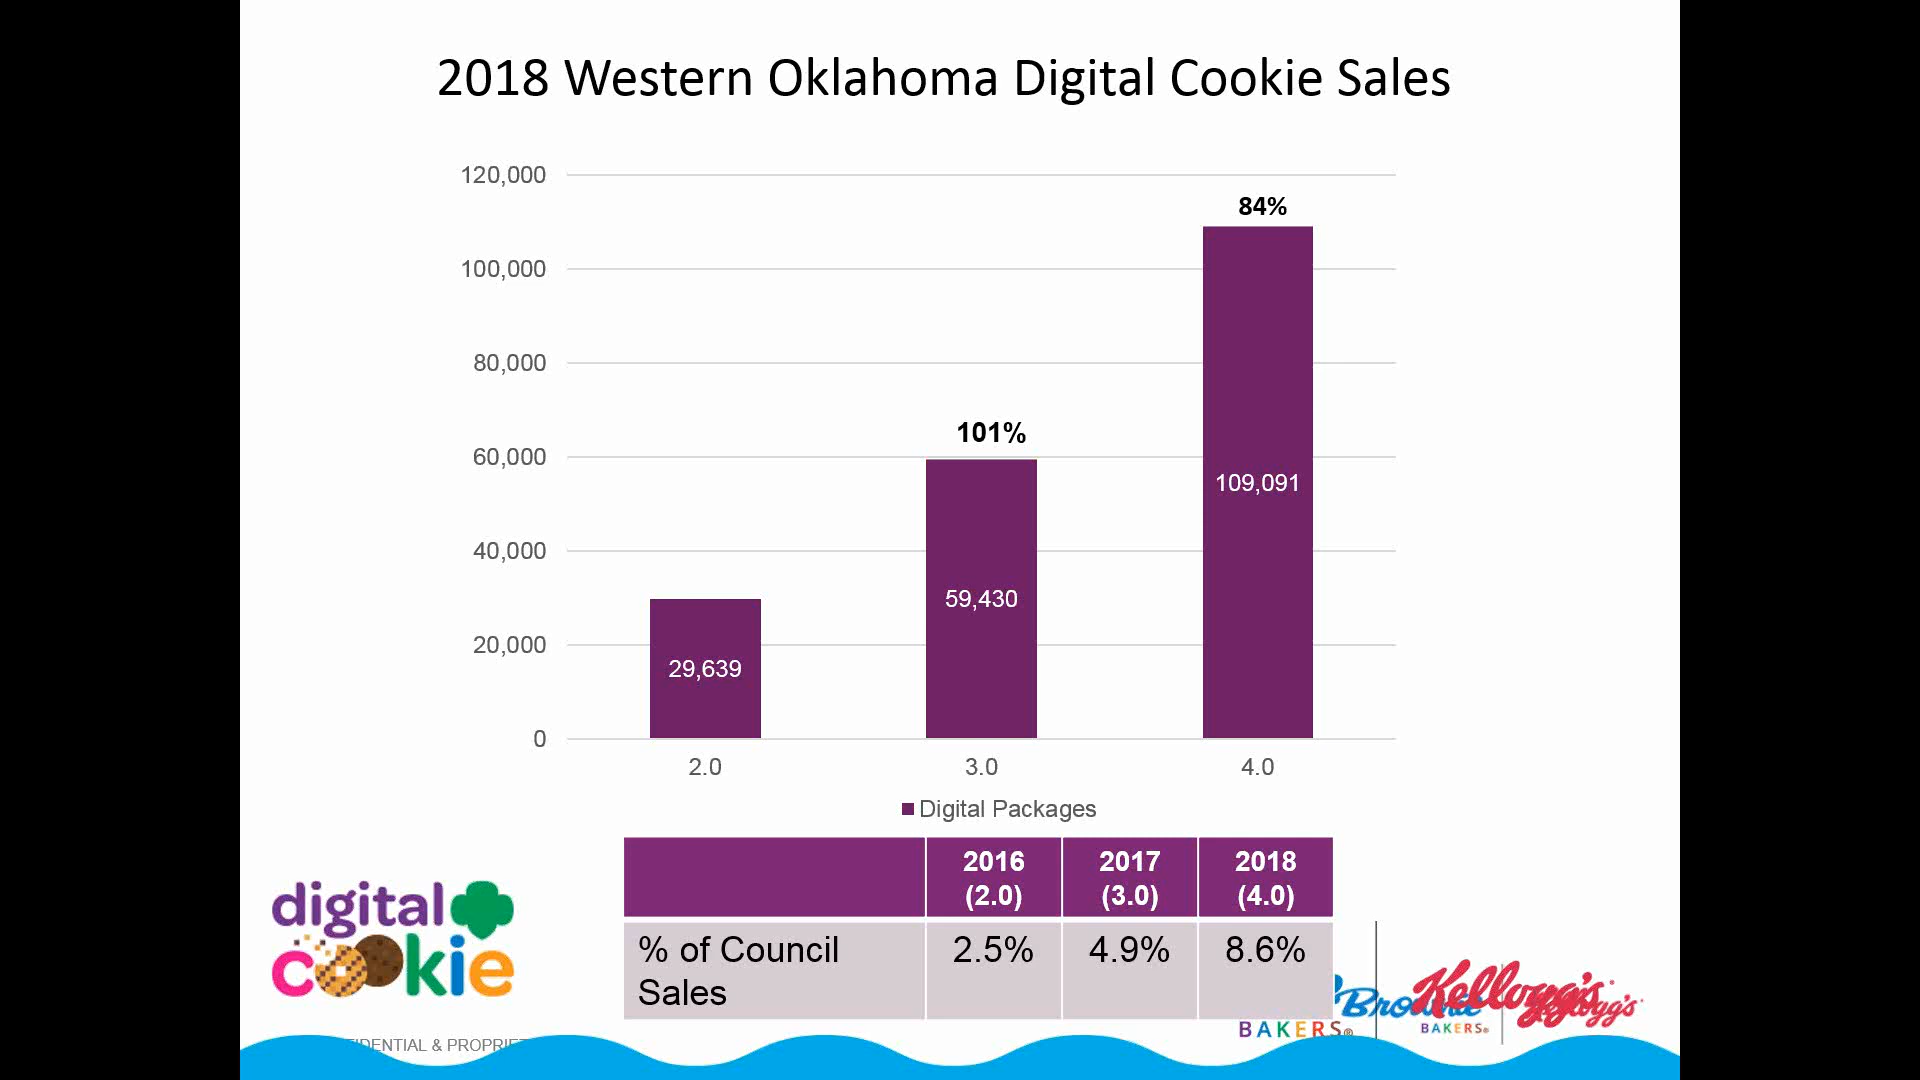 2018 Western Oklahoma Digital Cookie Sales
120,000
100,000
80,000
60,000
40,000
20,000
0
84%
101%
109,091
59,430
29,639
2.0 3.0 4.0
Digital Packages
2016 (2.0) 2017 (3.0) 2018 (4.0)
% of Council Sales 2.5% 4.9% 8.6%
digital
cookie
BAKERS®
BAKERS®
Kelloggs
& PROPRIET